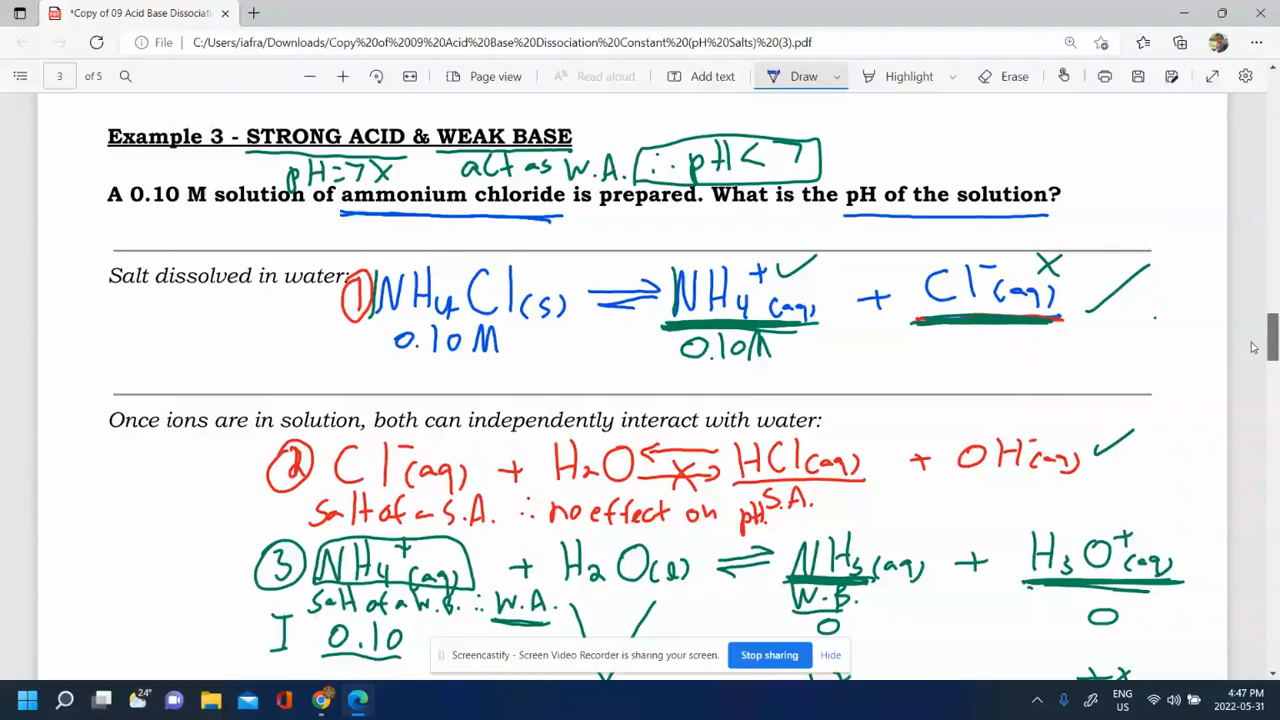 *Copy of 09 Acid Base Dissociati
File C:/Users/iafra/Downloads/Copy%20of%2009%20Acid%20Base%20Dissociation%20Constant%20(pH%20Salts)%20(3).pdf
3 of 5 Page view Read aloud Add text Draw Highlight Erase
Example 3 - STRONG ACID & WEAK BASE
pH=7 X act as W.A. ∴ pH < 7
A 0.10 M solution of ammonium chloride is prepared. What is the pH of the solution?
Salt dissolved in water: ① NH4Cl(s) ⇌ NH4+(aq) ✓ + Cl-(aq) X ✓
0.10M 0.10M
Once ions are in solution, both can independently interact with water:
② Cl-(aq) + H2O ⇌ HCl(aq) + OH-(aq) ✓
Salt of a S.A. ∴ no effect on pH. S.A.
③ NH4+(aq) + H2O(l) ⇌ NH3(aq) + H3O+(aq)
Salt of a W.B. ∴ W.A. W.B.
I 0.10 0 0
Screencastify - Screen Video Recorder is sharing your screen. Stop sharing Hide
+x
24°
ENG
US
4:47 PM
2022-05-31